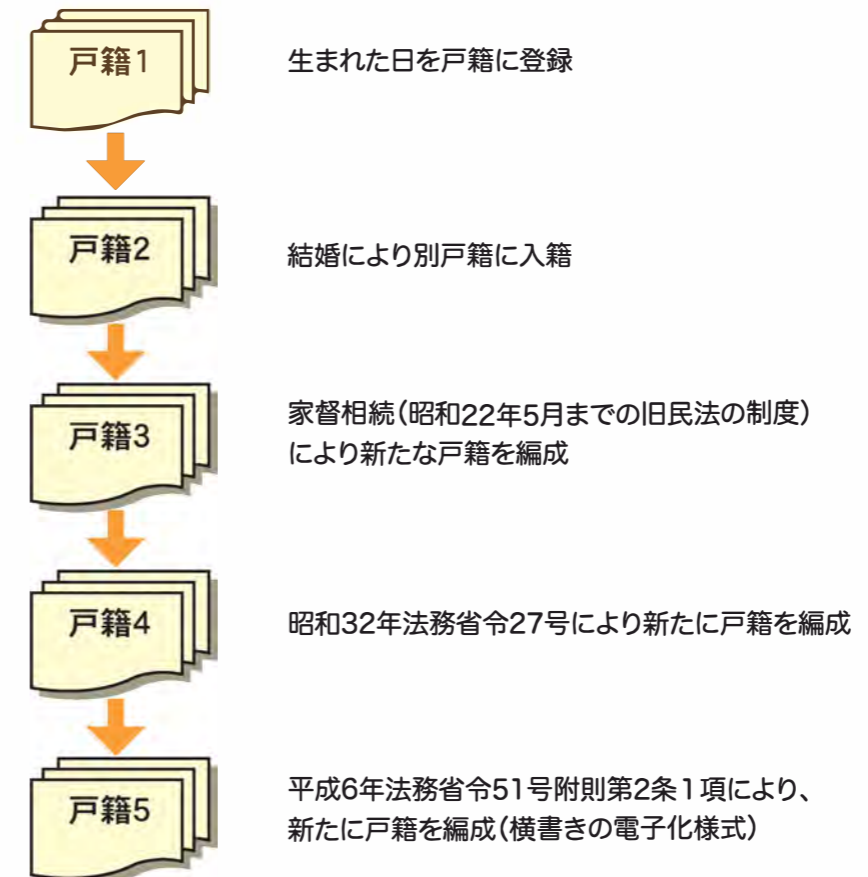 戸籍1
生まれた日を戸籍に登録
戸籍2
結婚により別戸籍に入籍
戸籍3
家督相続(昭和22年5月までの旧民法の制度)
により新たな戸籍を編成
戸籍4
昭和32年法務省令27号により新たに戸籍を編成
戸籍5
平成6年法務省令51号附則第2条1項により、
新たに戸籍を編成(横書きの電子化様式)